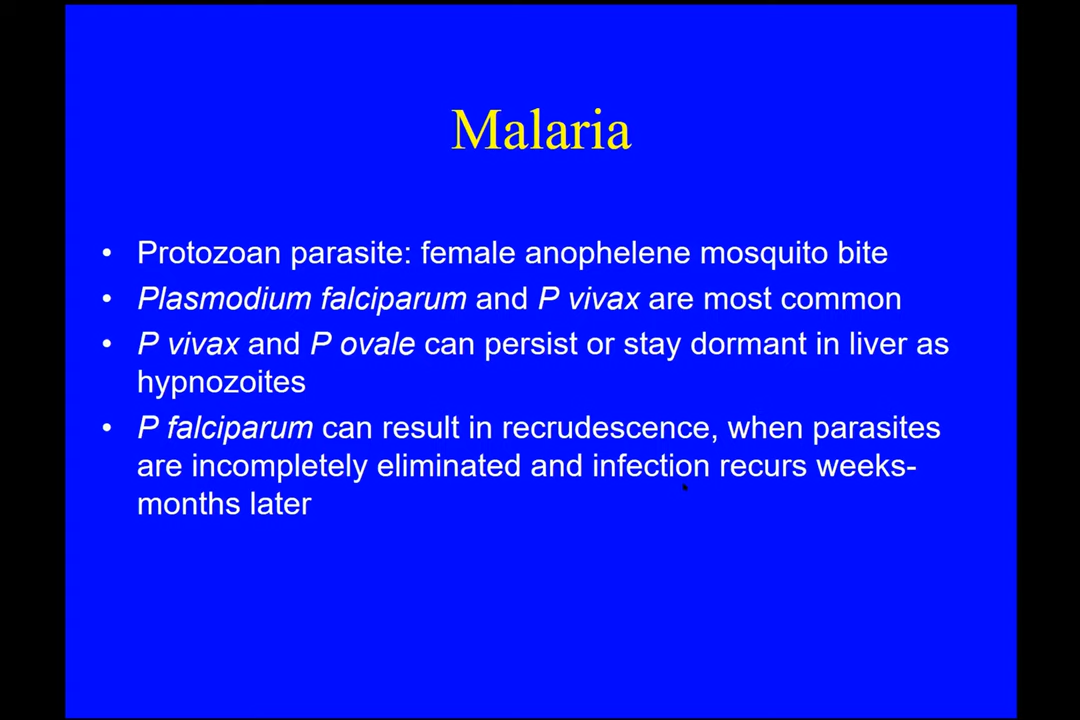 Malaria
• Protozoan parasite: female anophelene mosquito bite
• Plasmodium falciparum and P vivax are most common
• P vivax and P ovale can persist or stay dormant in liver as
hypnozoites
• P falciparum can result in recrudescence, when parasites
are incompletely eliminated and infection recurs weeks-
months later